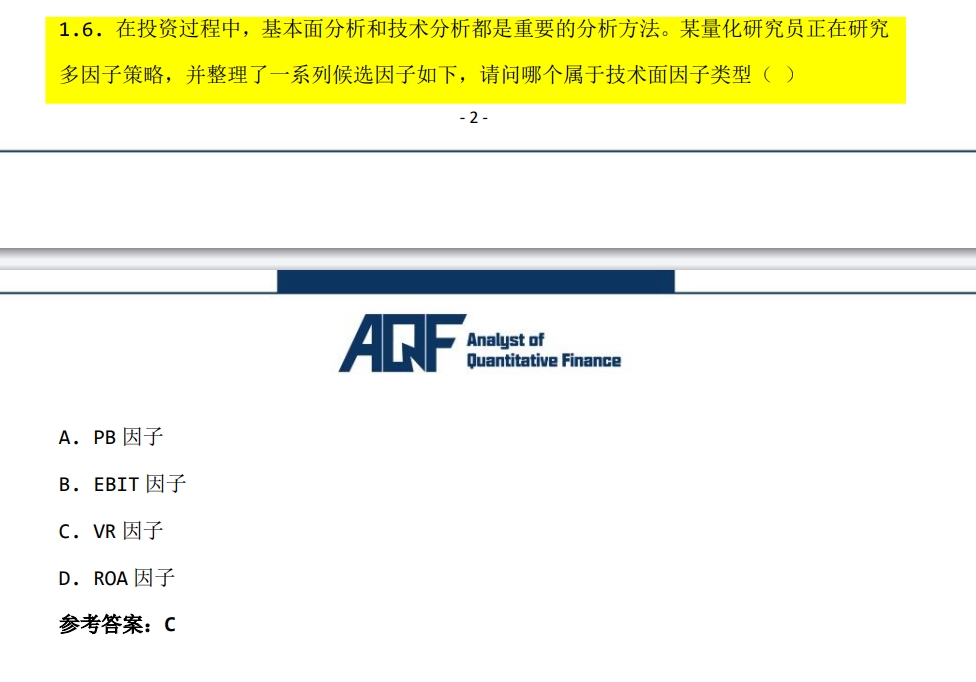 1.6. 在投资过程中，基本面分析和技术分析都是重要的分析方法。某量化研究员正在研究
多因子策略，并整理了一系列候选因子如下，请问哪个属于技术面因子类型（ ）
- 2 -
AQF Analyst of
Quantitative Finance
A. PB 因子
B. EBIT 因子
C. VR 因子
D. ROA 因子
参考答案：C